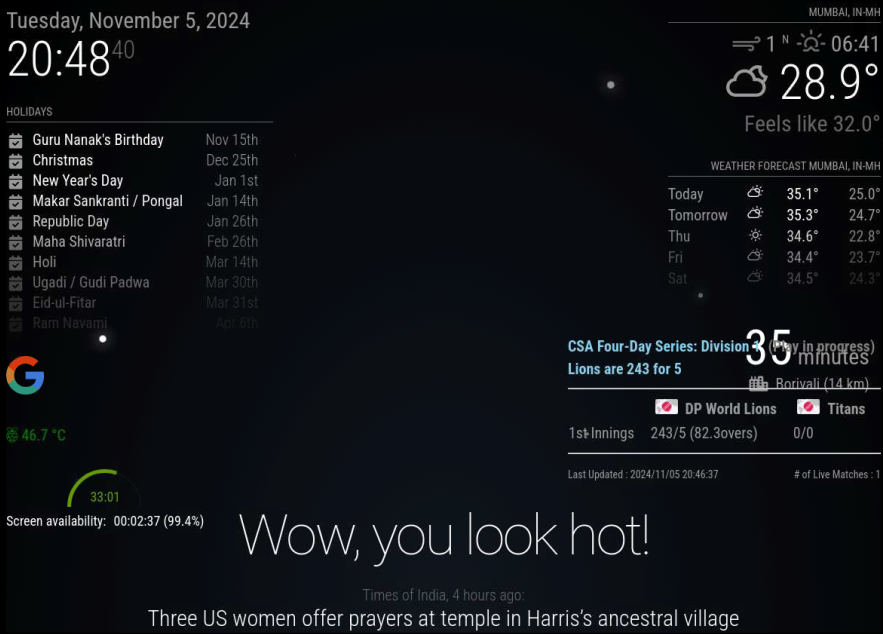 Tuesday, November 5, 2024
20:48 40
HOLIDAYS
Guru Nanak's Birthday Nov 15th
Christmas Dec 25th
New Year's Day Jan 1st
Makar Sankranti / Pongal Jan 14th
Republic Day Jan 26th
Maha Shivaratri Feb 26th
Holi Mar 14th
Ugadi / Gudi Padwa Mar 30th
Eid-ul-Fitar Mar 31st
Ram Navami Apr 6th
46.7 °C
33:01
Screen availability: 00:02:37 (99.4%)
MUMBAI, IN-MH
1 N 06:41
28.9°
Feels like 32.0°
WEATHER FORECAST MUMBAI, IN-MH
Today 35.1° 25.0°
Tomorrow 35.3° 24.7°
Thu 34.6° 22.8°
Fri 34.4° 23.7°
Sat 34.5° 24.3°
35 minutes
Borivali (14 km)
CSA Four-Day Series: Division (Play in progress)
Lions are 243 for 5
DP World Lions Titans
1st Innings 243/5 (82.3overs) 0/0
Last Updated : 2024/11/05 20:46:37 # of Live Matches : 1
Wow, you look hot!
Times of India, 4 hours ago:
Three US women offer prayers at temple in Harris’s ancestral village